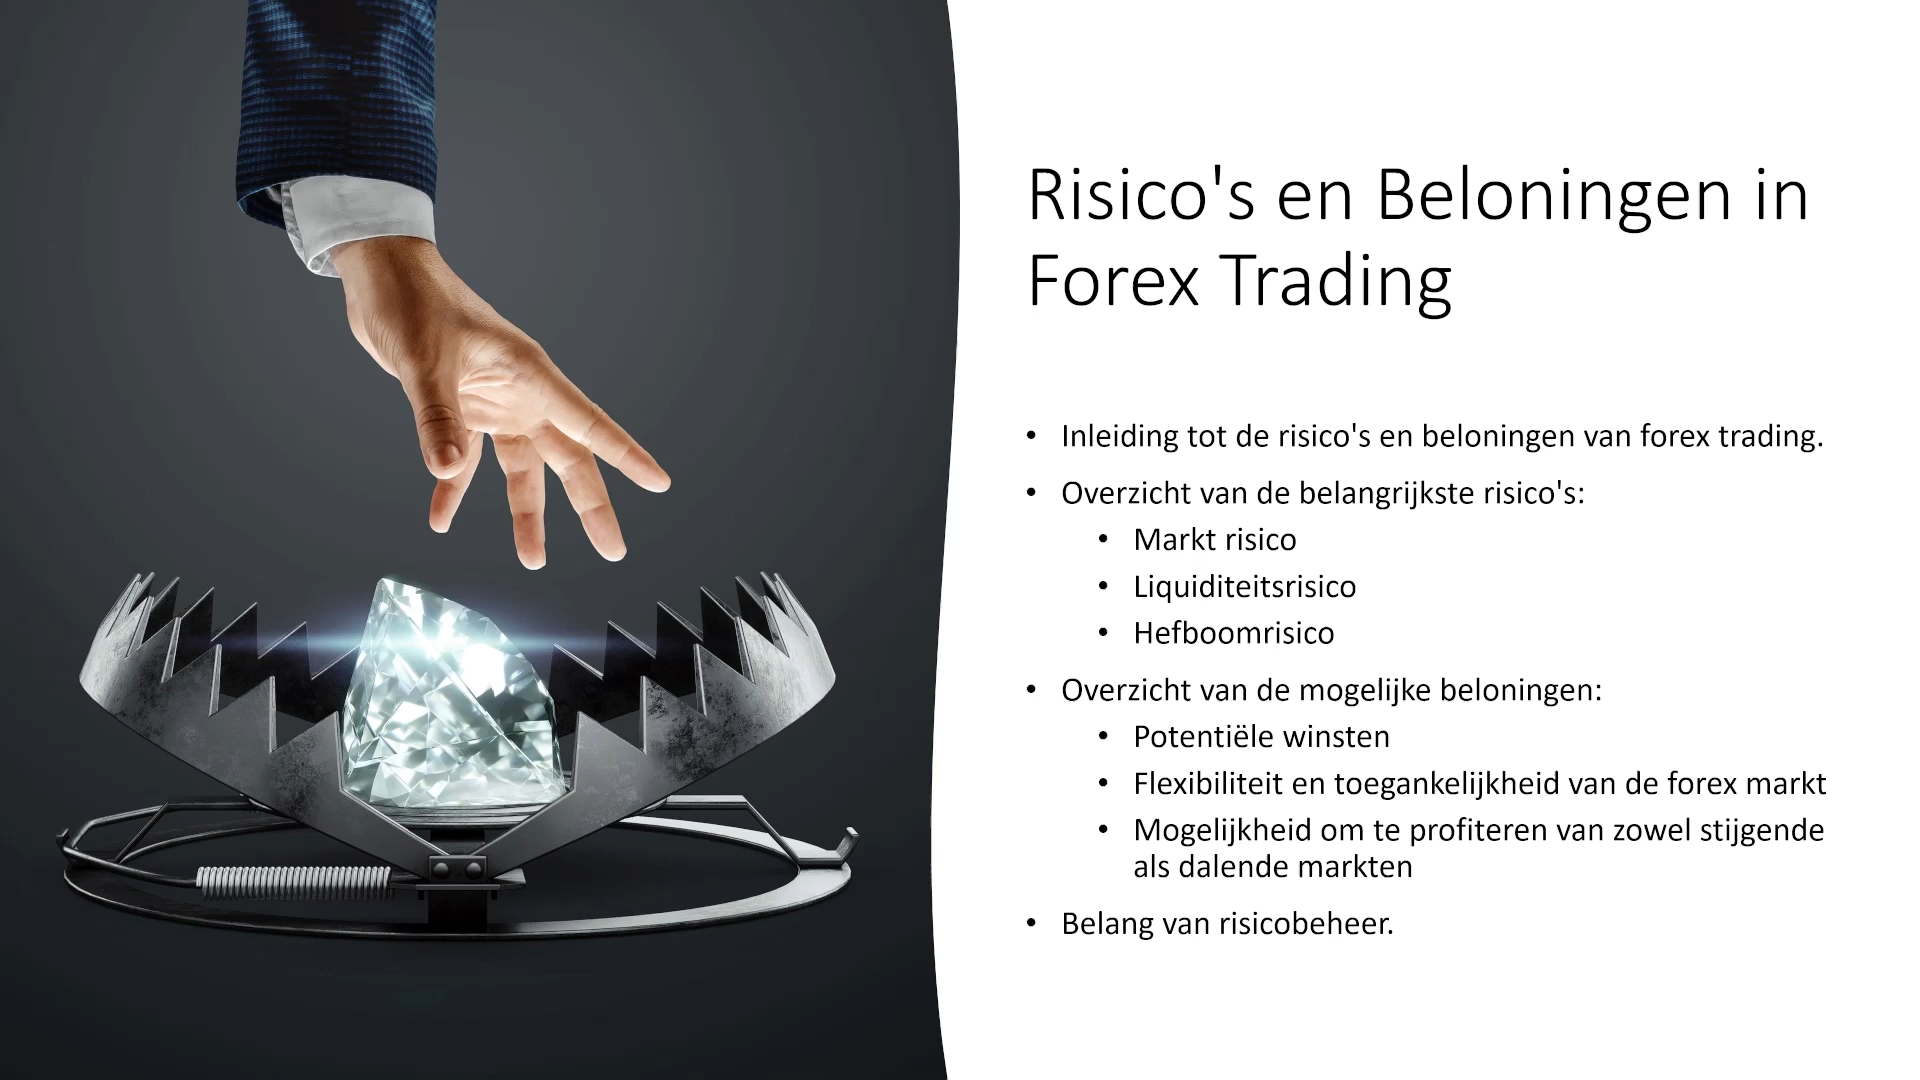 Risico's en Beloningen in
Forex Trading
• Inleiding tot de risico's en beloningen van forex trading.
• Overzicht van de belangrijkste risico's:
• Markt risico
• Liquiditeitsrisico
• Hefboomrisico
• Overzicht van de mogelijke beloningen:
• Potentiële winsten
• Flexibiliteit en toegankelijkheid van de forex markt
• Mogelijkheid om te profiteren van zowel stijgende
als dalende markten
• Belang van risicobeheer.